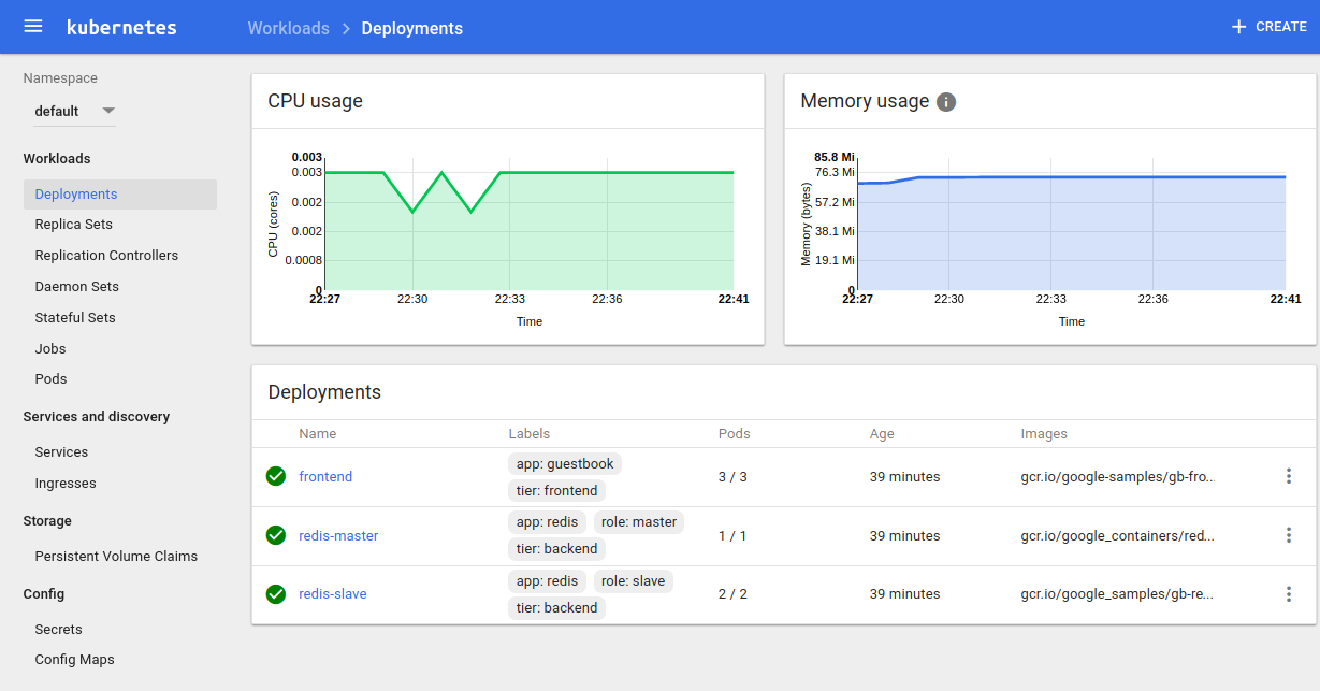 kubernetes
Workloads > Deployments
+ CREATE
Namespace
default
Workloads
Deployments
Replica Sets
Replication Controllers
Daemon Sets
Stateful Sets
Jobs
Pods
Services and discovery
Services
Ingresses
Storage
Persistent Volume Claims
Config
Secrets
Config Maps
CPU usage
CPU (cores)
0.003
0.003
0.002
0.002
0.0008
0
22:27 22:30 22:33 22:36 22:41
Time
Memory usage i
Memory (bytes)
85.8 Mi
76.3 Mi
57.2 Mi
38.1 Mi
19.1 Mi
0
22:27 22:30 22:33 22:36 22:41
Time
Deployments
Name Labels Pods Age Images
frontend app: guestbook tier: frontend 3 / 3 39 minutes gcr.io/google-samples/gb-fro...
redis-master app: redis role: master tier: backend 1 / 1 39 minutes gcr.io/google_containers/red...
redis-slave app: redis role: slave tier: backend 2 / 2 39 minutes gcr.io/google_samples/gb-re...